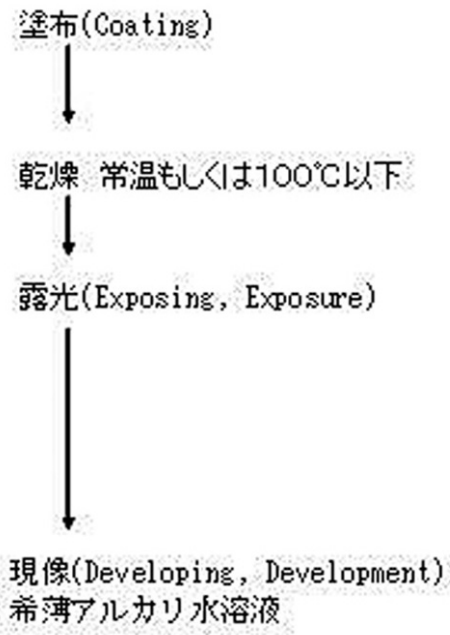 塗布(Coating)
乾燥 常温もしくは100℃以下
露光(Exposing, Exposure)
現像(Developing, Development)
希薄アルカリ水溶液